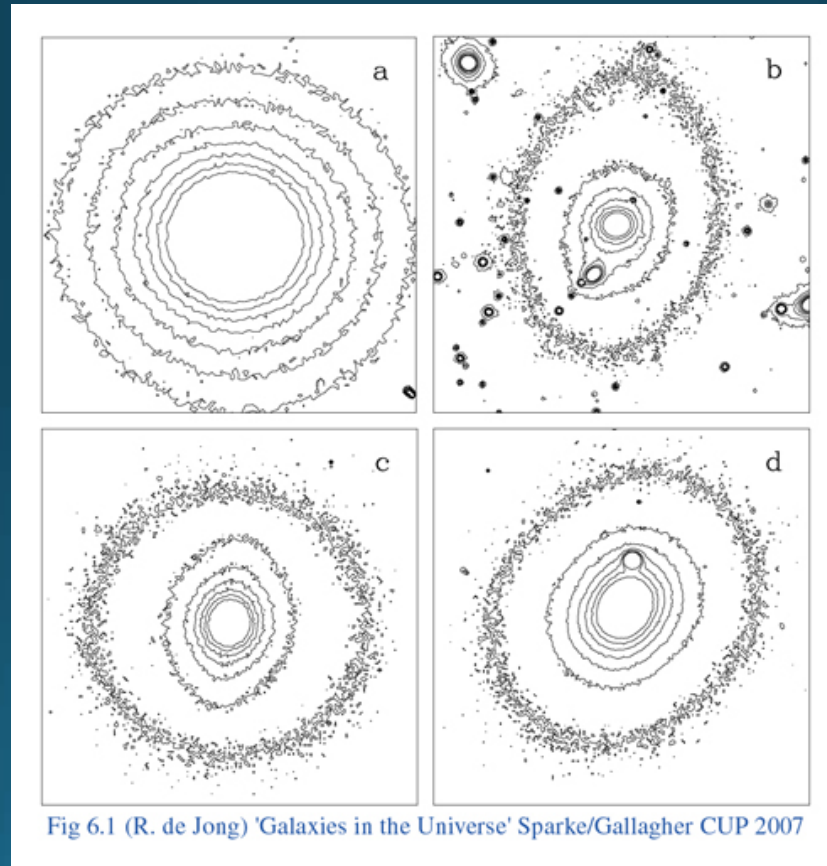 a
b
c
d
Fig 6.1 (R. de Jong) 'Galaxies in the Universe' Sparke/Gallagher CUP 2007